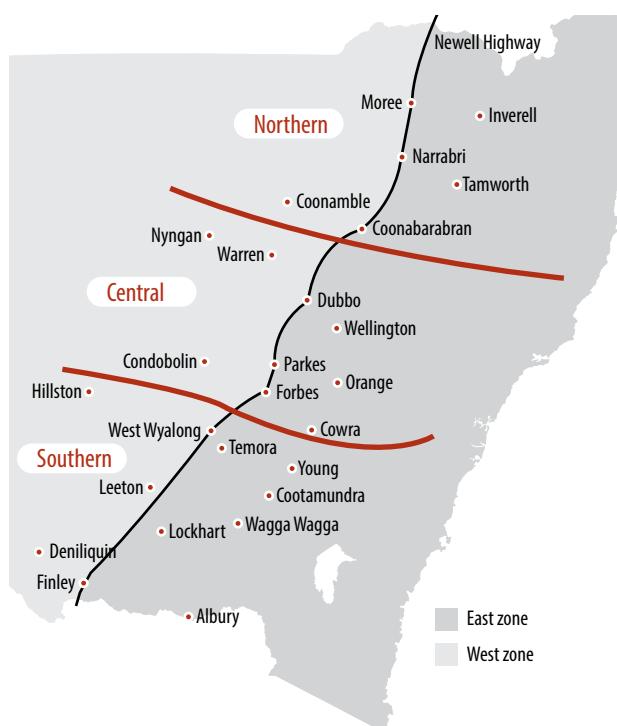 Newell Highway
Moree
Inverell
Northern
Narrabri
Tamworth
Coonamble
Coonabarabran
Nyngan
Warren
Central
Dubbo
Wellington
Condobolin
Parkes
Orange
Hillston
Forbes
West Wyalong
Cowra
Temora
Southern
Young
Leeton
Cootamundra
Wagga Wagga
Lockhart
Deniliquin
Finley
Albury
East zone
West zone